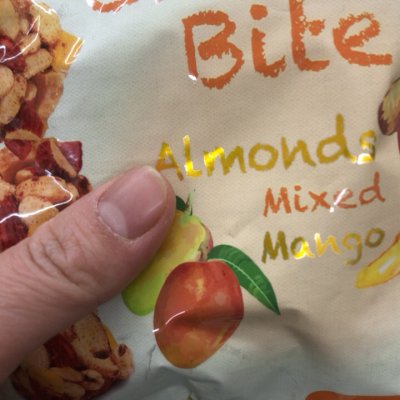 Bite
Almonds
Mixed
Mango